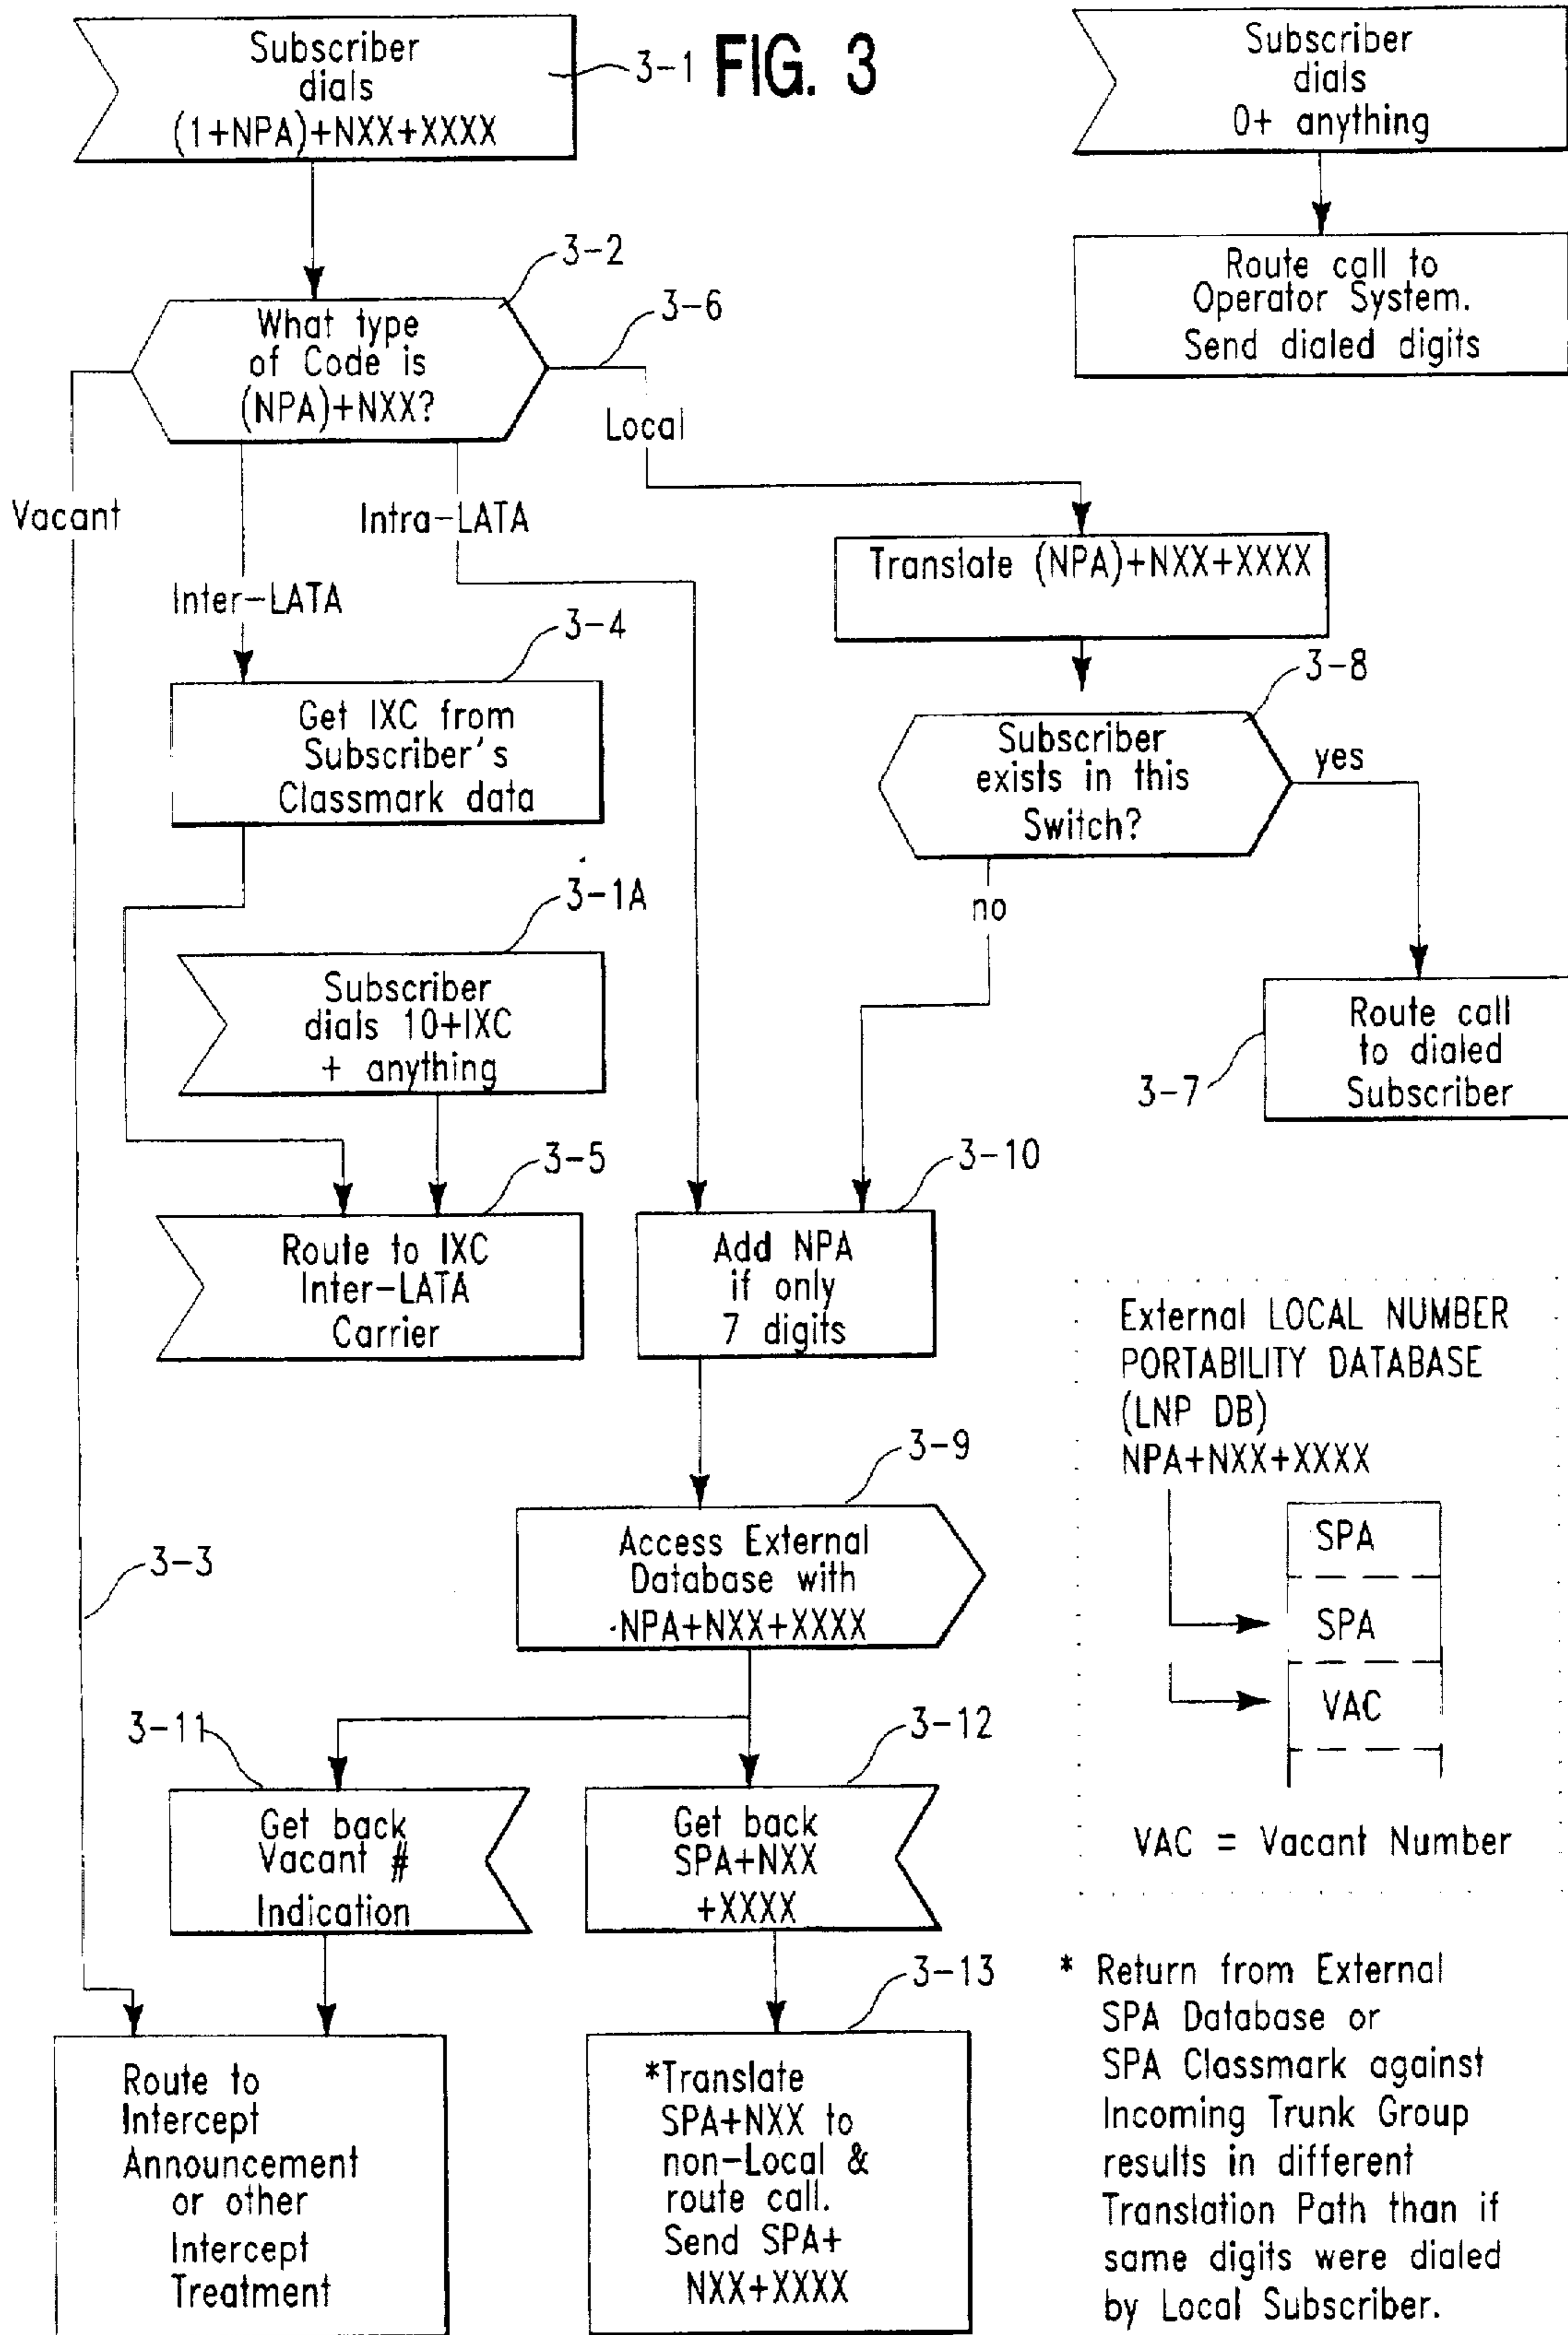 FIG. 3
Subscriber
dials
(1+NPA)+NXX+XXXX
3-1
Subscriber
dials
0+ anything
Route call to
Operator System.
Send dialed digits
3-2
What type
of Code is
(NPA)+NXX?
3-6
Local
Vacant
Intra-LATA
Inter-LATA
Translate (NPA)+NXX+XXXX
3-4
Get IXC from
Subscriber's
Classmark data
3-8
Subscriber
exists in this
Switch?
yes
no
3-1A
Subscriber
dials 10+IXC
+ anything
Route call
to dialed
Subscriber
3-7
3-5
Route to IXC
Inter-LATA
Carrier
3-10
Add NPA
if only
7 digits
External LOCAL NUMBER
PORTABILITY DATABASE
(LNP DB)
NPA+NXX+XXXX
SPA
SPA
VAC
VAC = Vacant Number
3-9
Access External
Database with
NPA+NXX+XXXX
3-3
3-11
Get back
Vacant #
Indication
3-12
Get back
SPA+NXX
+XXXX
3-13
Route to
Intercept
Announcement
or other
Intercept
Treatment
*Translate
SPA+NXX to
non-Local &
route call.
Send SPA+
NXX+XXXX
* Return from External
SPA Database or
SPA Classmark against
Incoming Trunk Group
results in different
Translation Path than if
same digits were dialed
by Local Subscriber.